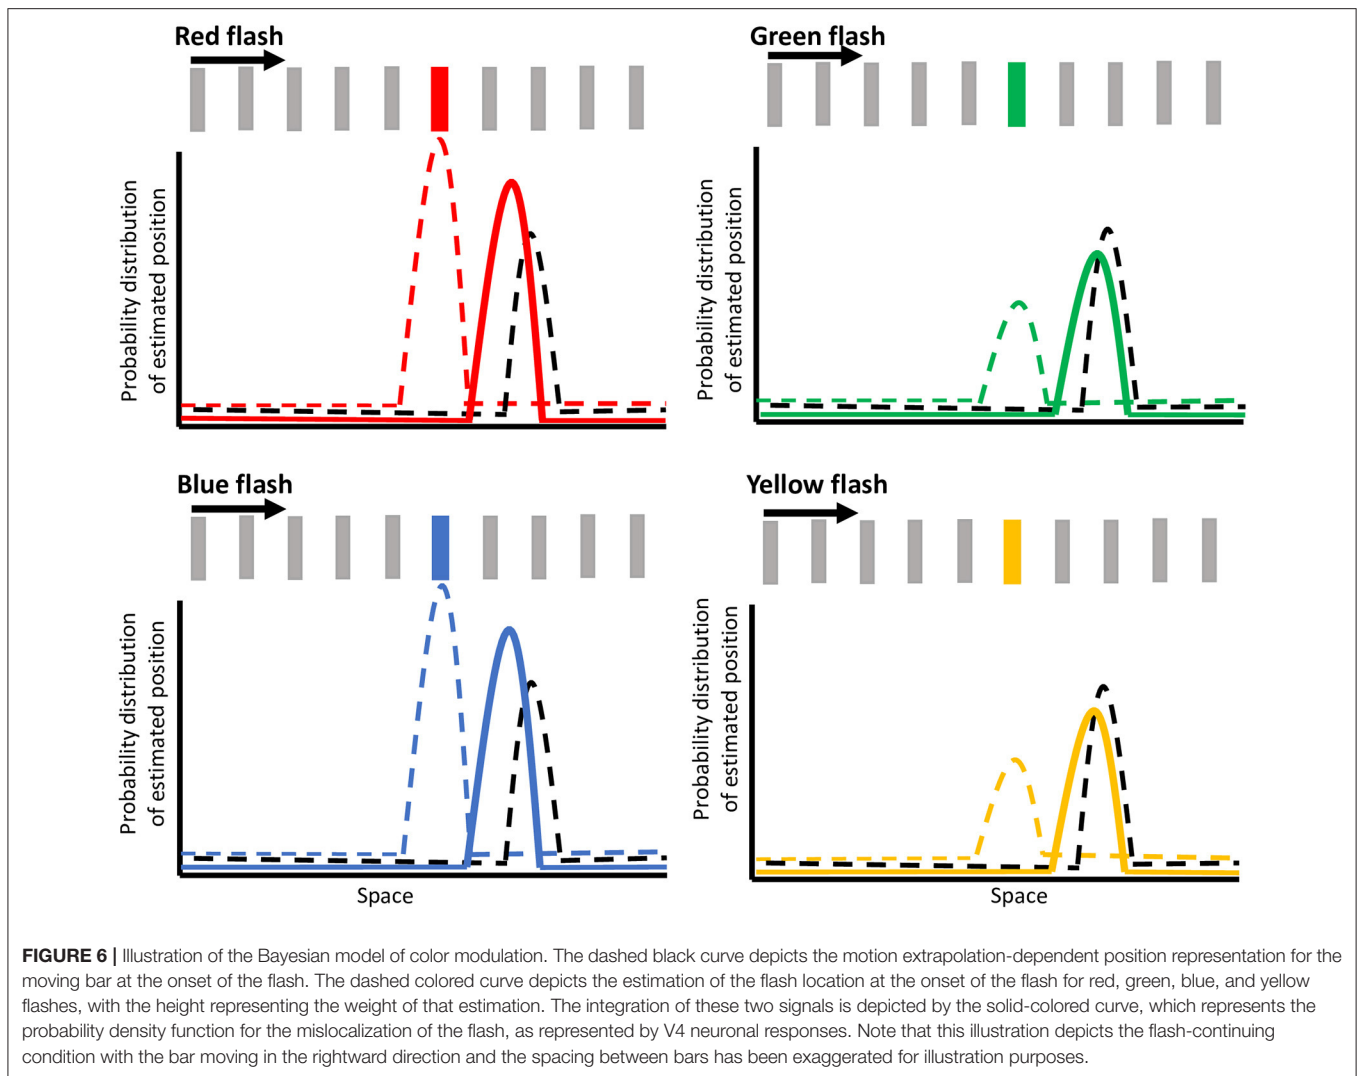 Red flash
Green flash
Probability distribution
of estimated position
Probability distribution
of estimated position
Blue flash
Yellow flash
Probability distribution
of estimated position
Probability distribution
of estimated position
Space
Space
FIGURE 6 | Illustration of the Bayesian model of color modulation. The dashed black curve depicts the motion extrapolation-dependent position representation for the
moving bar at the onset of the flash. The dashed colored curve depicts the estimation of the flash location at the onset of the flash for red, green, blue, and yellow
flashes, with the height representing the weight of that estimation. The integration of these two signals is depicted by the solid-colored curve, which represents the
probability density function for the mislocalization of the flash, as represented by V4 neuronal responses. Note that this illustration depicts the flash-continuing
condition with the bar moving in the rightward direction and the spacing between bars has been exaggerated for illustration purposes.